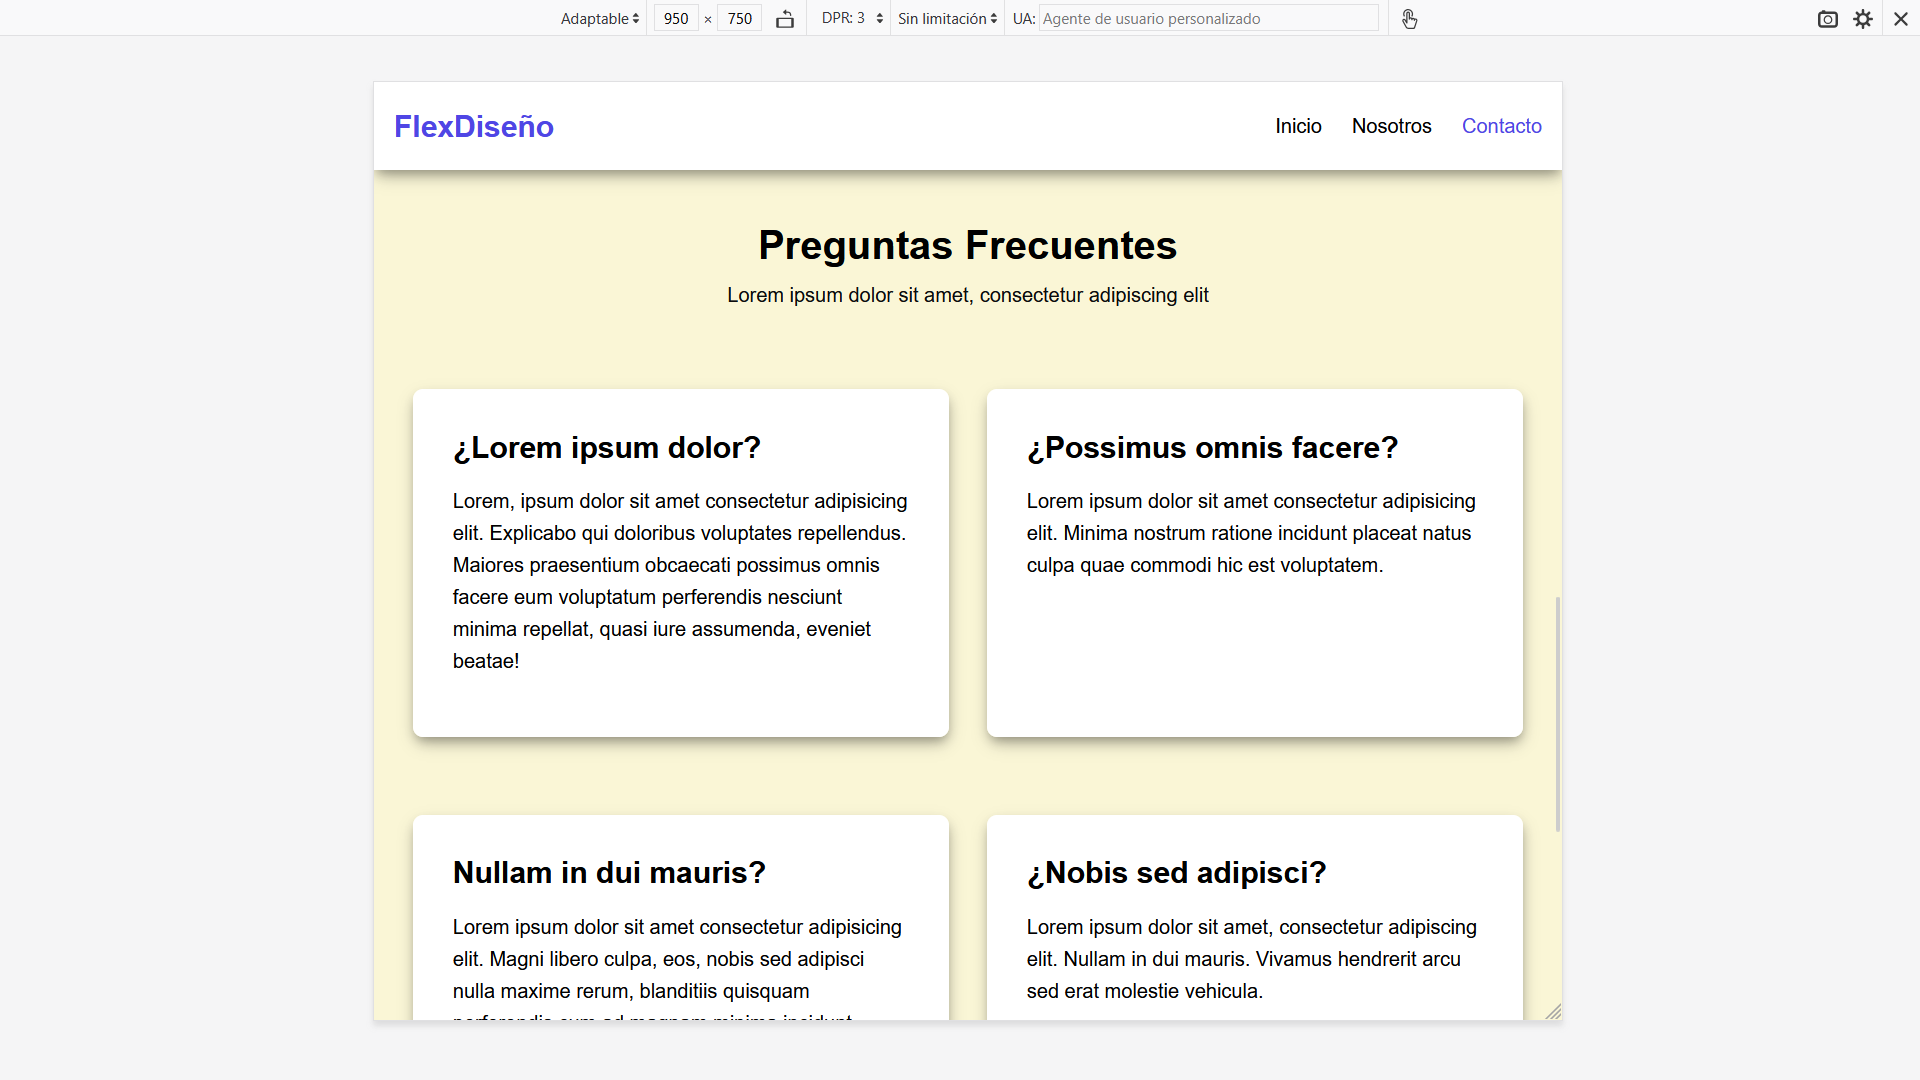 Adaptable 950 × 750 DPR: 3 Sin limitación UA: Agente de usuario personalizado
FlexDiseño Inicio Nosotros Contacto
Preguntas Frecuentes
Lorem ipsum dolor sit amet, consectetur adipiscing elit
¿Lorem ipsum dolor?
Lorem, ipsum dolor sit amet consectetur adipisicing
elit. Explicabo qui doloribus voluptates repellendus.
Maiores praesentium obcaecati possimus omnis
facere eum voluptatum perferendis nesciunt
minima repellat, quasi iure assumenda, eveniet
beatae!
¿Possimus omnis facere?
Lorem ipsum dolor sit amet consectetur adipisicing
elit. Minima nostrum ratione incidunt placeat natus
culpa quae commodi hic est voluptatem.
Nullam in dui mauris?
Lorem ipsum dolor sit amet consectetur adipisicing
elit. Magni libero culpa, eos, nobis sed adipisci
nulla maxime rerum, blanditiis quisquam
¿Nobis sed adipisci?
Lorem ipsum dolor sit amet, consectetur adipiscing
elit. Nullam in dui mauris. Vivamus hendrerit arcu
sed erat molestie vehicula.